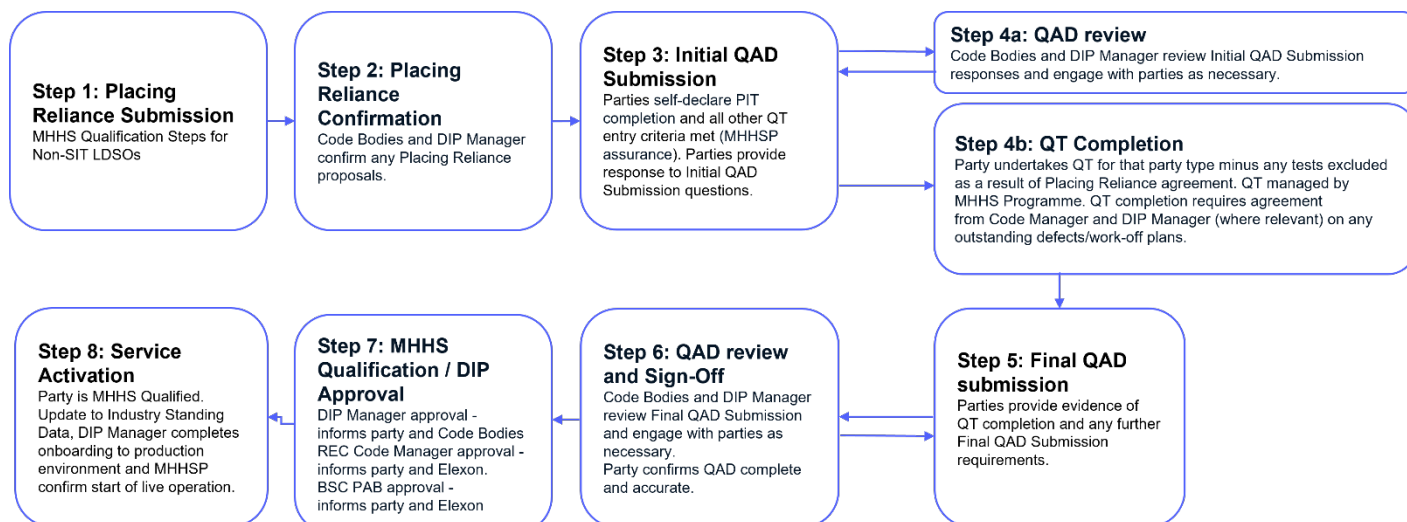 Step 1: Placing
Reliance Submission
MHHS Qualification Steps for
Non-SIT LDSOs
Step 2: Placing
Reliance
Confirmation
Code Bodies and DIP Manager
confirm any Placing Reliance
proposals.
Step 3: Initial QAD
Submission
Parties self-declare PIT
completion and all other QT
entry criteria met (MHHSP
assurance). Parties provide
response to Initial QAD
Submission questions.
Step 4a: QAD review
Code Bodies and DIP Manager review Initial QAD Submission
responses and engage with parties as necessary.
Step 4b: QT Completion
Party undertakes QT for that party type minus any tests excluded
as a result of Placing Reliance agreement. QT managed by
MHHS Programme. QT completion requires agreement
from Code Manager and DIP Manager (where relevant) on any
outstanding defects/work-off plans.
Step 5: Final QAD
submission
Parties provide evidence of
QT completion and any further
Final QAD Submission
requirements.
Step 6: QAD review
and Sign-Off
Code Bodies and DIP Manager
review Final QAD Submission
and engage with parties as
necessary.
Party confirms QAD complete
and accurate.
Step 7: MHHS
Qualification / DIP
Approval
DIP Manager approval -
informs party and Code Bodies
REC Code Manager approval -
informs party and Elexon.
BSC PAB approval -
informs party and Elexon
Step 8: Service
Activation
Party is MHHS Qualified.
Update to Industry Standing
Data, DIP Manager completes
onboarding to production
environment and MHHSP
confirm start of live operation.